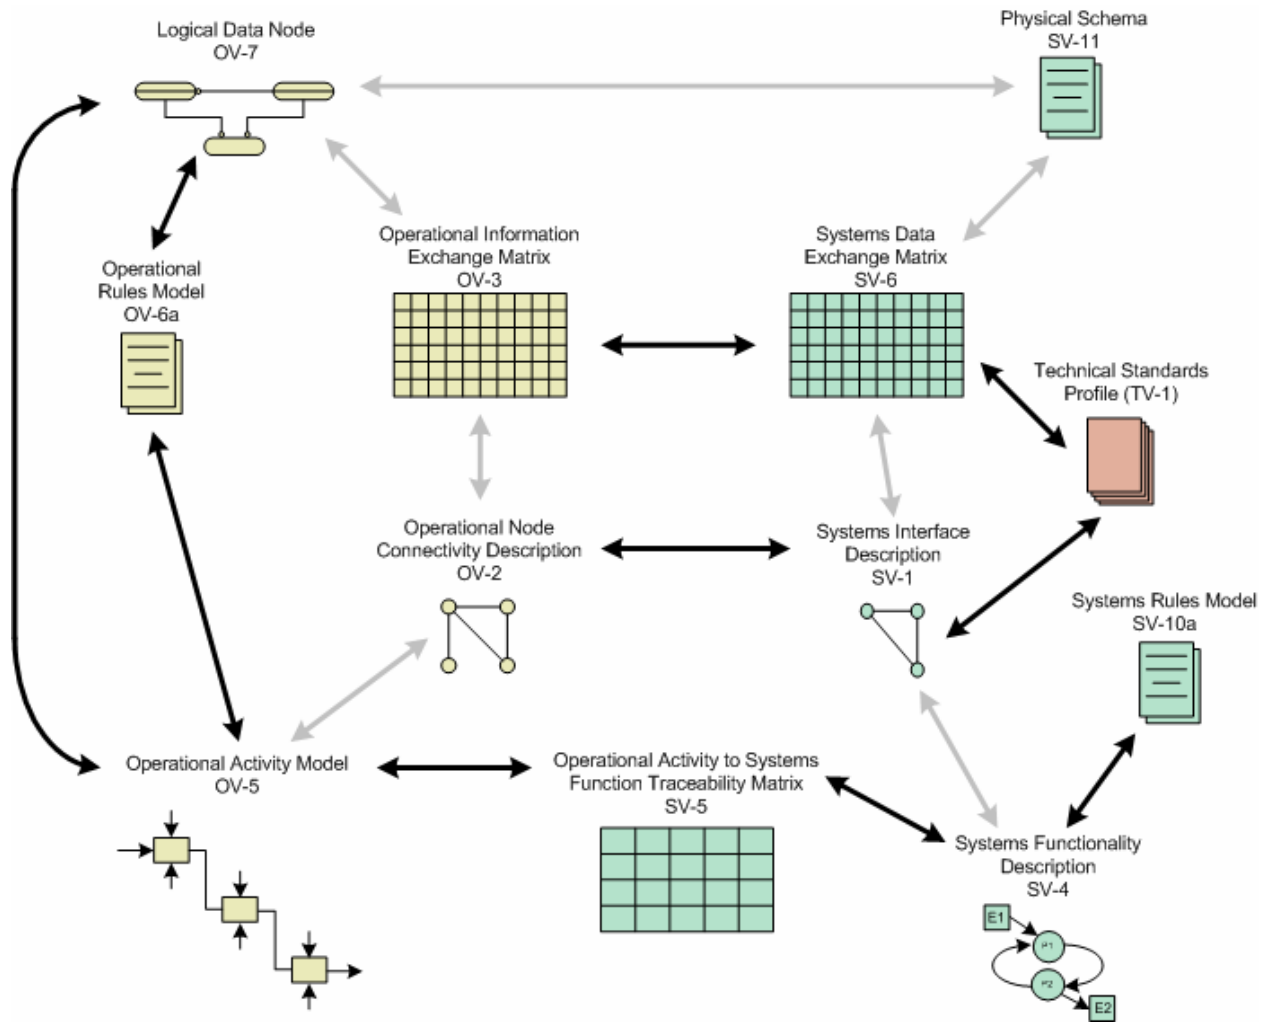 Logical Data Node
OV-7
Physical Schema
SV-11
Operational Information
Exchange Matrix
OV-3
Systems Data
Exchange Matrix
SV-6
Operational
Rules Model
OV-6a
Technical Standards
Profile (TV-1)
Operational Node
Connectivity Description
OV-2
Systems Interface
Description
SV-1
Systems Rules Model
SV-10a
Operational Activity Model
OV-5
Operational Activity to Systems
Function Traceability Matrix
SV-5
Systems Functionality
Description
SV-4
E1
P1
P2
E2